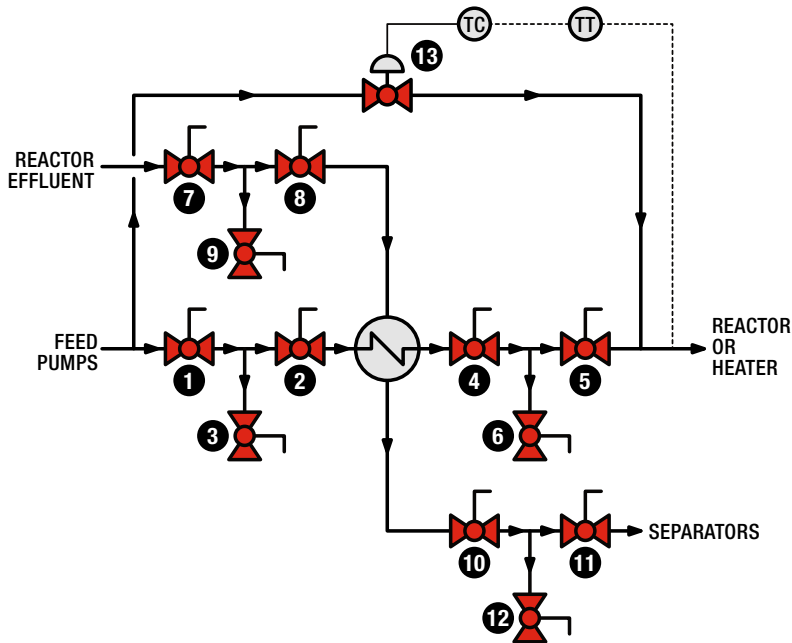 TC
TT
13
REACTOR
EFFLUENT
7
8
9
FEED
PUMPS
1
2
4
5
REACTOR
OR
HEATER
3
6
SEPARATORS
10
11
12